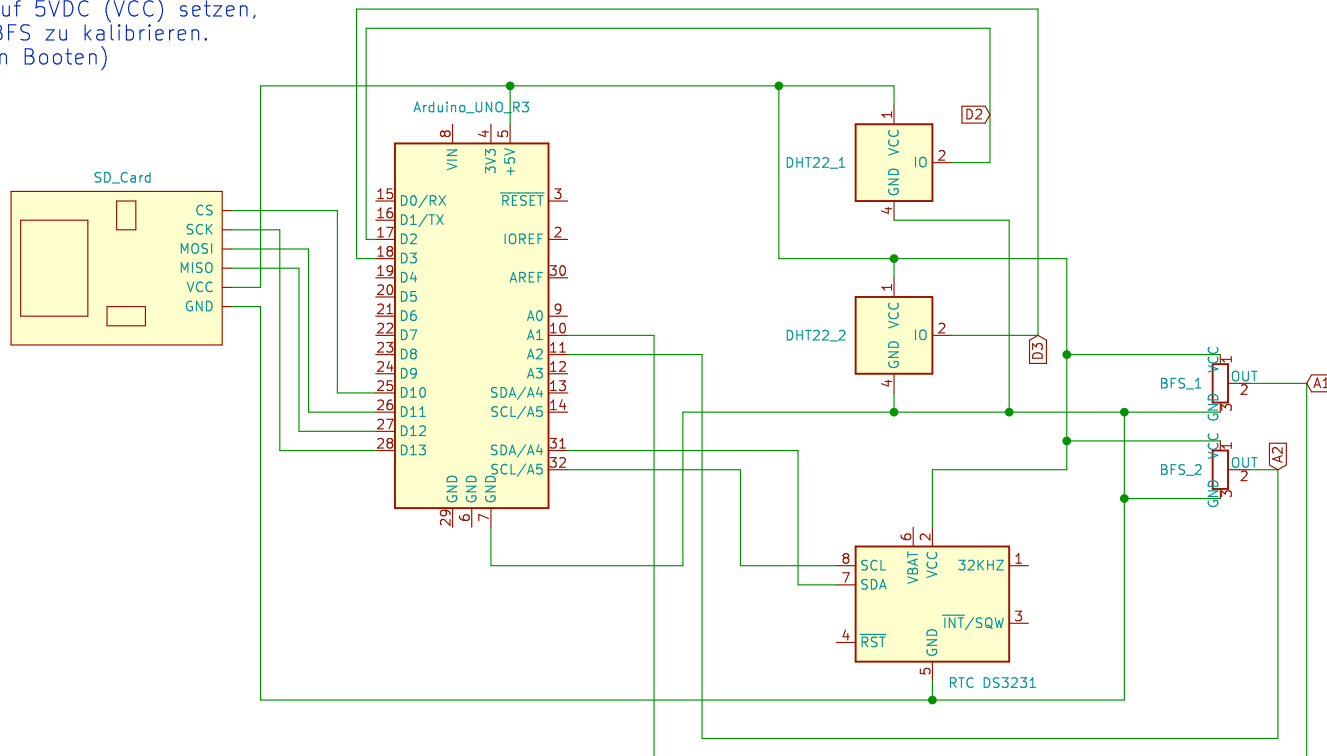 uf 5VDC (VCC) setzen,
BFS zu kalibrieren.
n Booten)
Arduino_UNO_R3
8 4 5
VIN 3V3 +5V
15 D0/RX
16 D1/TX
17 D2
18 D3
19 D4
20 D5
21 D6
22 D7
23 D8
24 D9
25 D10
26 D11
27 D12
28 D13
RESET 3
IOREF 2
AREF 30
A0 9
A1 10
A2 11
A3 12
SDA/A4 13
SCL/A5 14
SDA/A4 31
SCL/A5 32
GND GND GND
29 6 7
SD_Card
CS
SCK
MOSI
MISO
VCC
GND
DHT22_1
1
VCC
IO 2
GND
4
D2
DHT22_2
1
VCC
IO 2
GND
4
D3
BFS_1
VCC 1
OUT
2
GND 3
A1
BFS_2
VCC 1
OUT
2
GND 3
A2
6 2
VBAT VCC
8 SCL
7 SDA
4 RST
32KHZ 1
INT/SQW 3
GND
5
RTC DS3231